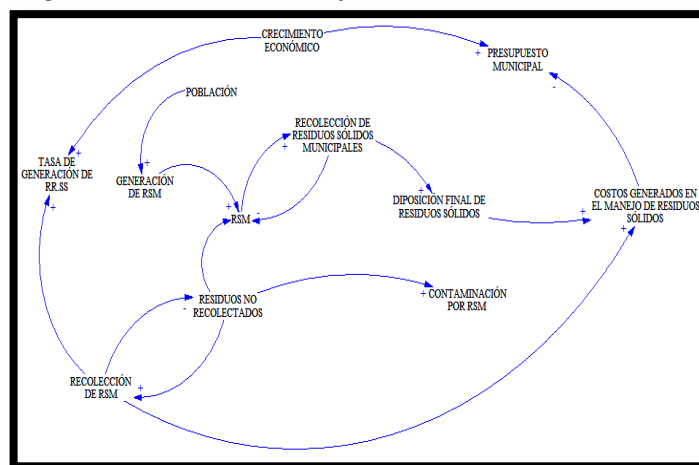 CRECIMIENTO
ECONÓMICO
+ PRESUPUESTO
MUNICIPAL
-
POBLACIÓN
RECOLECCIÓN DE
RESIDUOS SÓLIDOS
MUNICIPALES
+
+
TASA DE
GENERACIÓN DE
RR.SS
+
+
GENERACIÓN
DE RSM
+
RSM
-
+
DIPOSICIÓN FINAL DE
RESIDUOS SÓLIDOS
+
COSTOS GENERADOS EN
EL MANEJO DE RESIDUOS
SÓLIDOS
+
RESIDUOS NO
RECOLECTADOS
-
+ CONTAMINACIÓN
POR RSM
RECOLECCIÓN
DE RSM
+